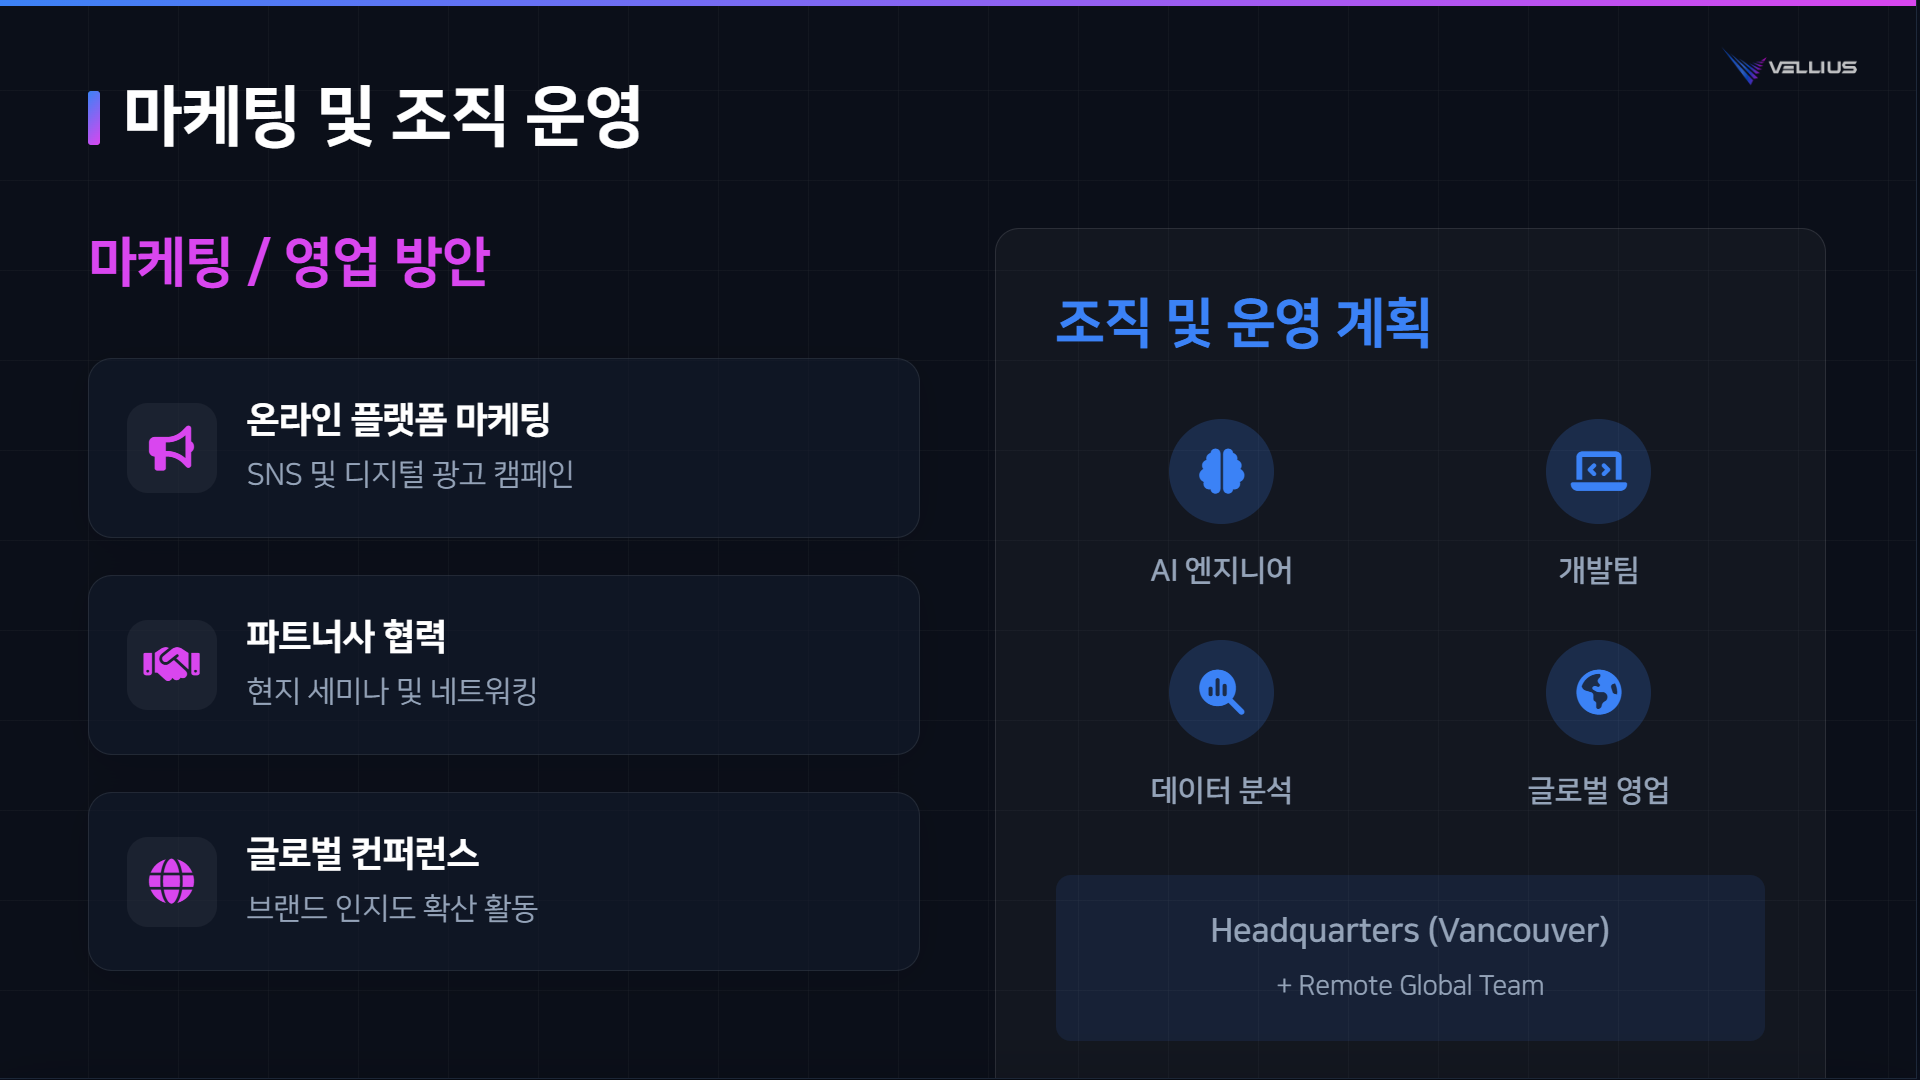 VELLIUS
마케팅 및 조직 운영
마케팅 / 영업 방안
온라인 플랫폼 마케팅
SNS 및 디지털 광고 캠페인
파트너사 협력
현지 세미나 및 네트워킹
글로벌 컨퍼런스
브랜드 인지도 확산 활동
조직 및 운영 계획
AI 엔지니어
개발팀
데이터 분석
글로벌 영업
Headquarters (Vancouver)
+ Remote Global Team